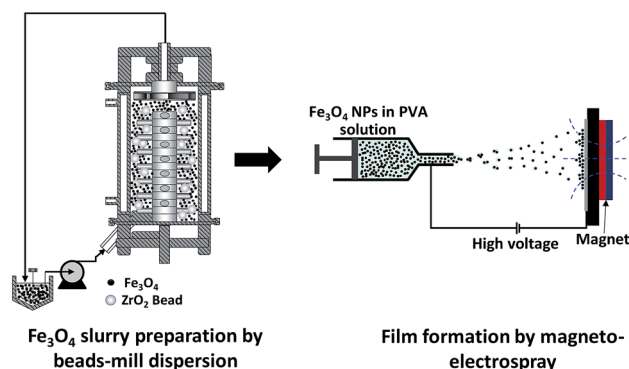 Fe₃O₄ NPs in PVA
solution
High voltage
Magnet
Fe₃O₄
ZrO₂ Bead
Fe₃O₄ slurry preparation by
beads-mill dispersion
Film formation by magneto-
electrospray